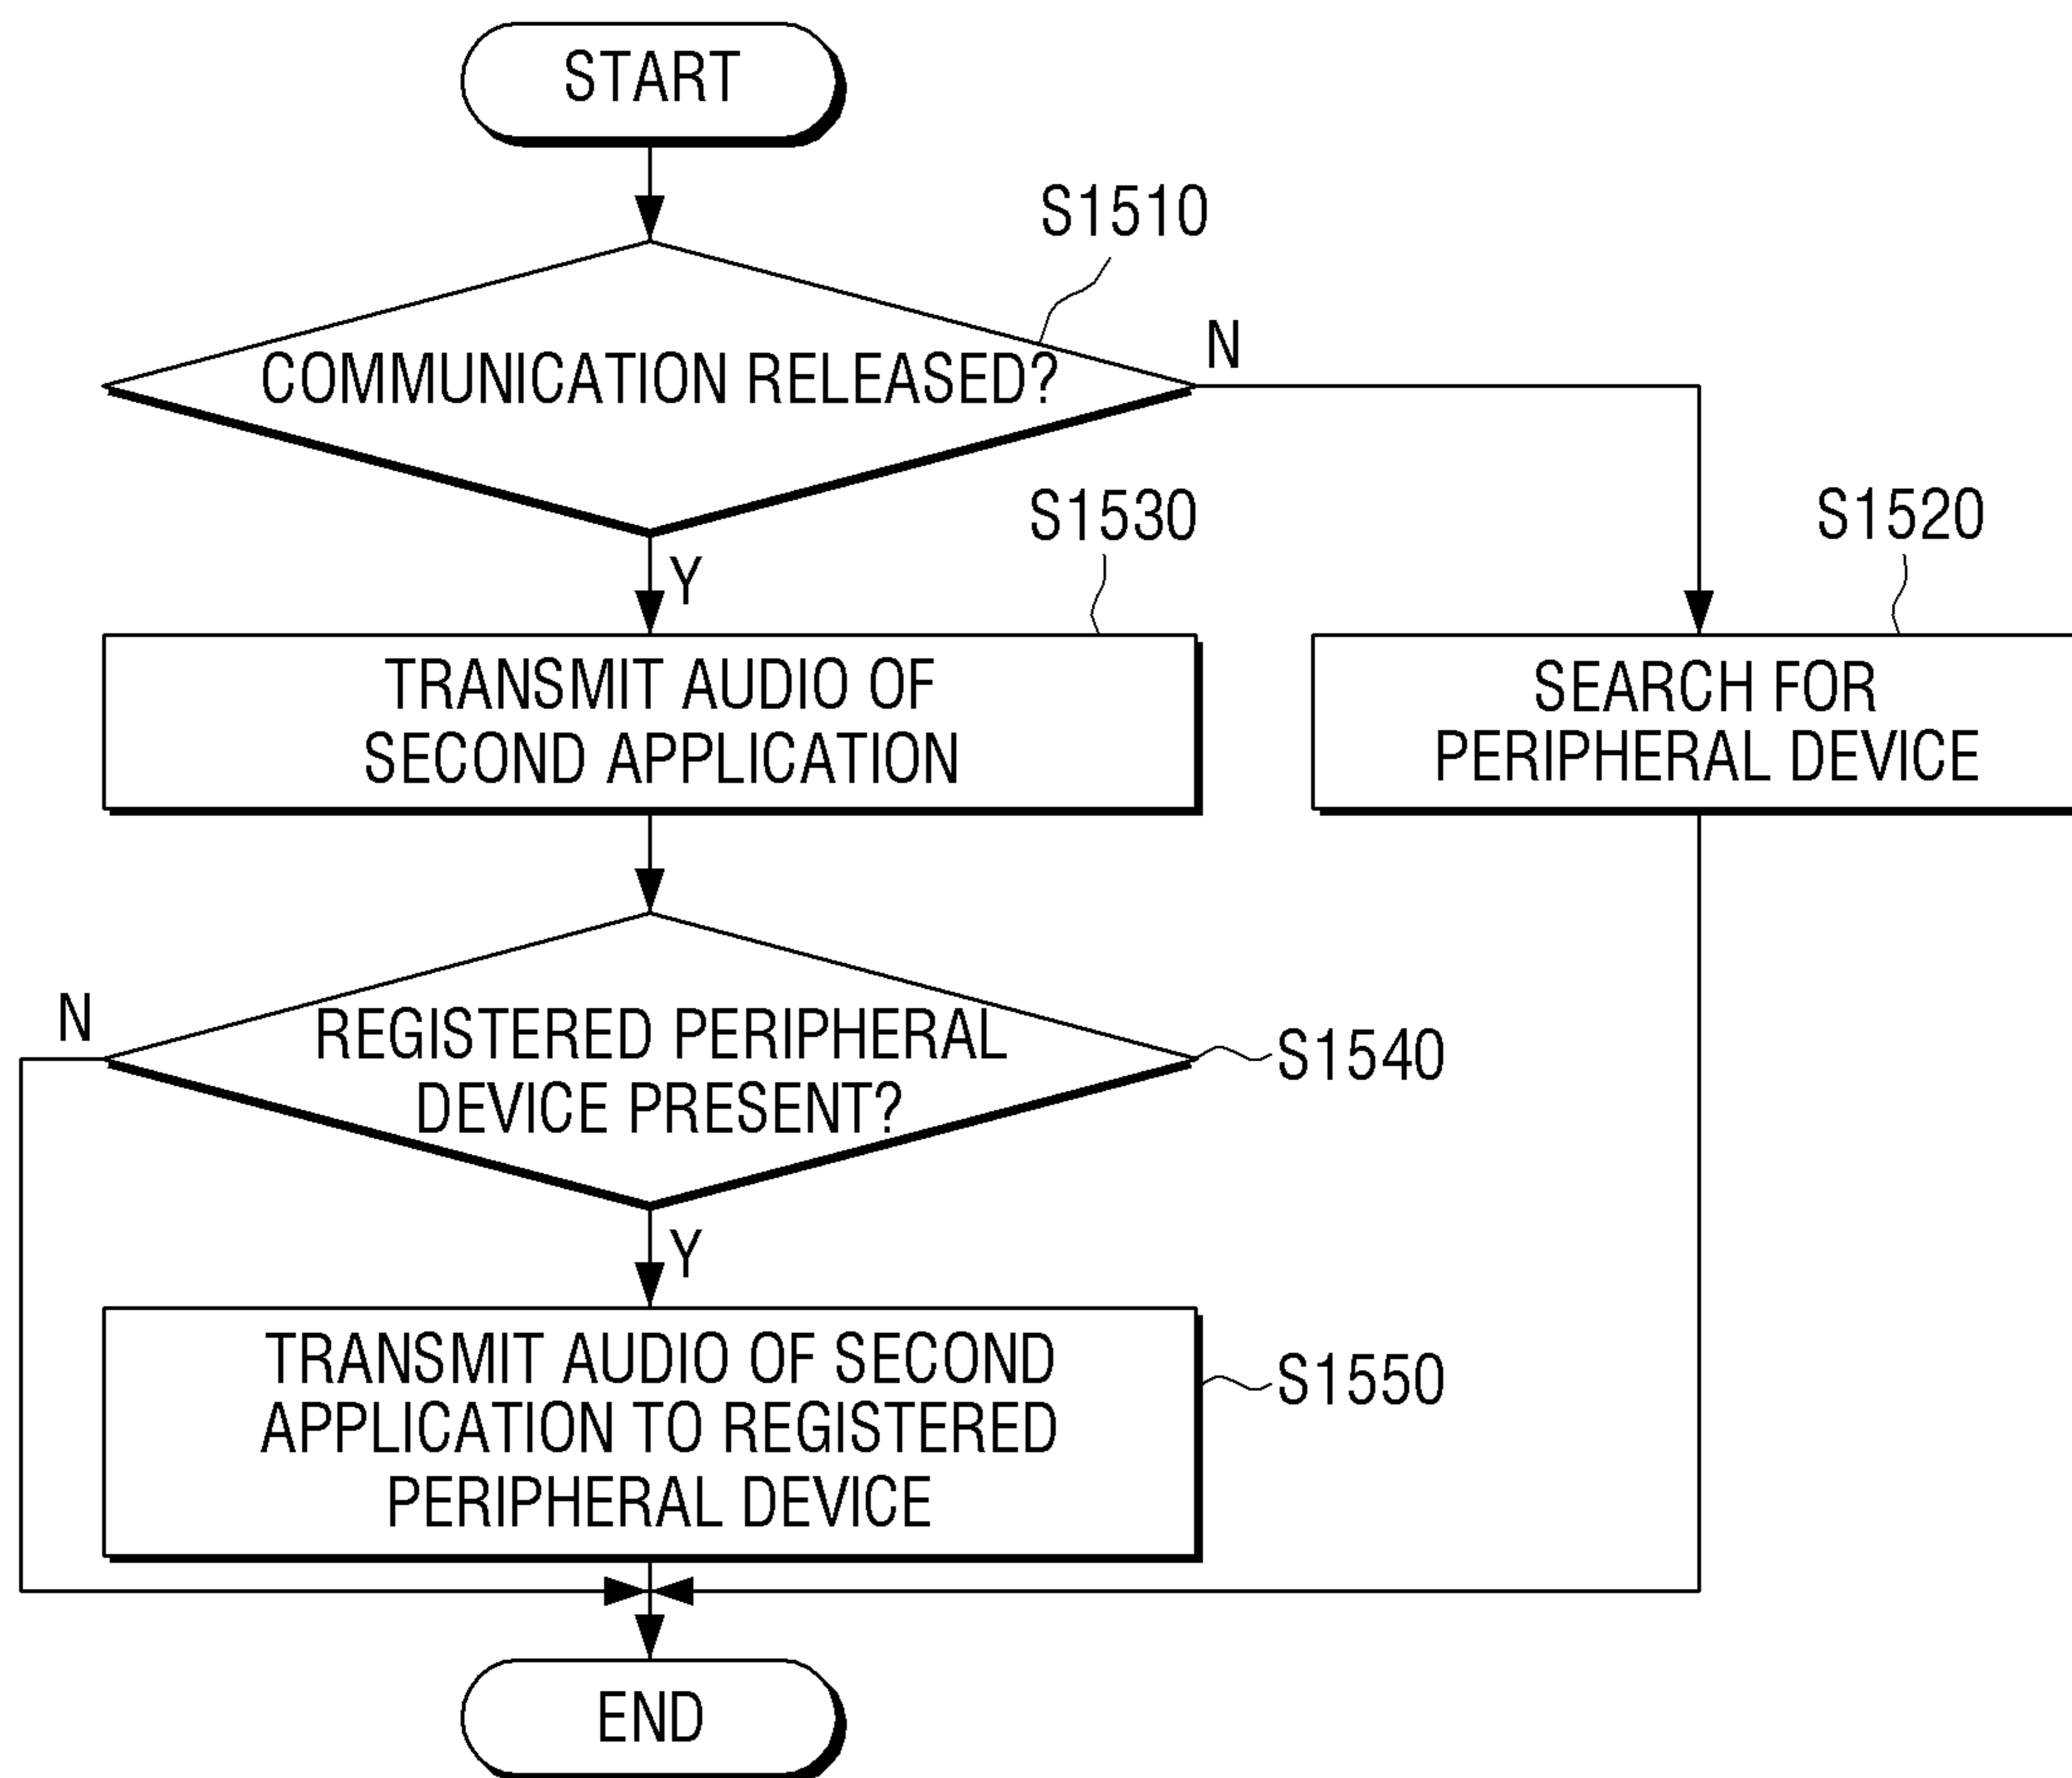 START
S1510
COMMUNICATION RELEASED?
N
Y
S1530
S1520
TRANSMIT AUDIO OF
SECOND APPLICATION
SEARCH FOR
PERIPHERAL DEVICE
N
REGISTERED PERIPHERAL
DEVICE PRESENT?
S1540
Y
TRANSMIT AUDIO OF SECOND
APPLICATION TO REGISTERED
PERIPHERAL DEVICE
S1550
END